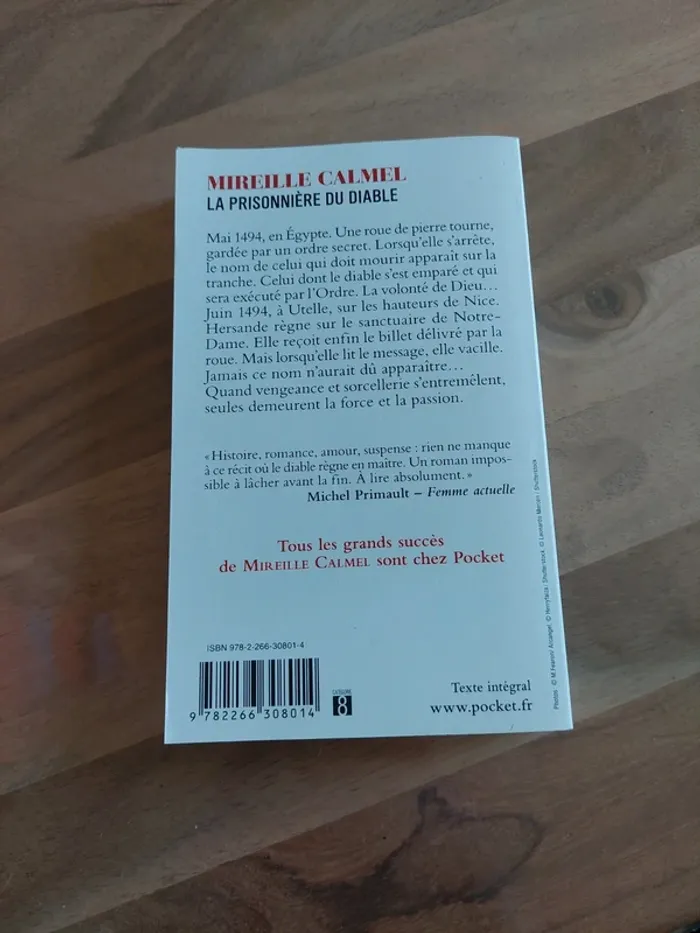 MIREILLE CALMEL
LA PRISONNIÈRE DU DIABLE
Mai 1494, en Égypte. Une roue de pierre tourne,
gardée par un ordre secret. Lorsqu'elle s'arrête,
le nom de celui qui doit mourir apparait sur la
tranche. Celui dont le diable s'est emparé et qui
sera exécuté par l'Ordre. La volonté de Dieu…
Juin 1494, à Utelle, sur les hauteurs de Nice.
Hersande règne sur le sanctuaire de Notre-
Dame. Elle reçoit enfin le billet délivré par la
roue. Mais lorsqu'elle lit le message, elle vacille.
Jamais ce nom n'aurait dû apparaître…
Quand vengeance et sorcellerie s'entremêlent,
seules demeurent la force et la passion.
« Histoire, romance, amour, suspense : rien ne manque
à ce récit où le diable règne en maître. Un roman impos-
sible à lâcher avant la fin. À lire absolument. »
Michel Primault – Femme actuelle
Tous les grands succès
de MIREILLE CALMEL sont chez Pocket
ISBN 978-2-266-30801-4
9 782266 308014
CATÉGORIE
8
Texte intégral
www.pocket.fr
Photos : © M.Fearon/ Arcangel, © / Shutterstock, © Leonardo / Shutterstock